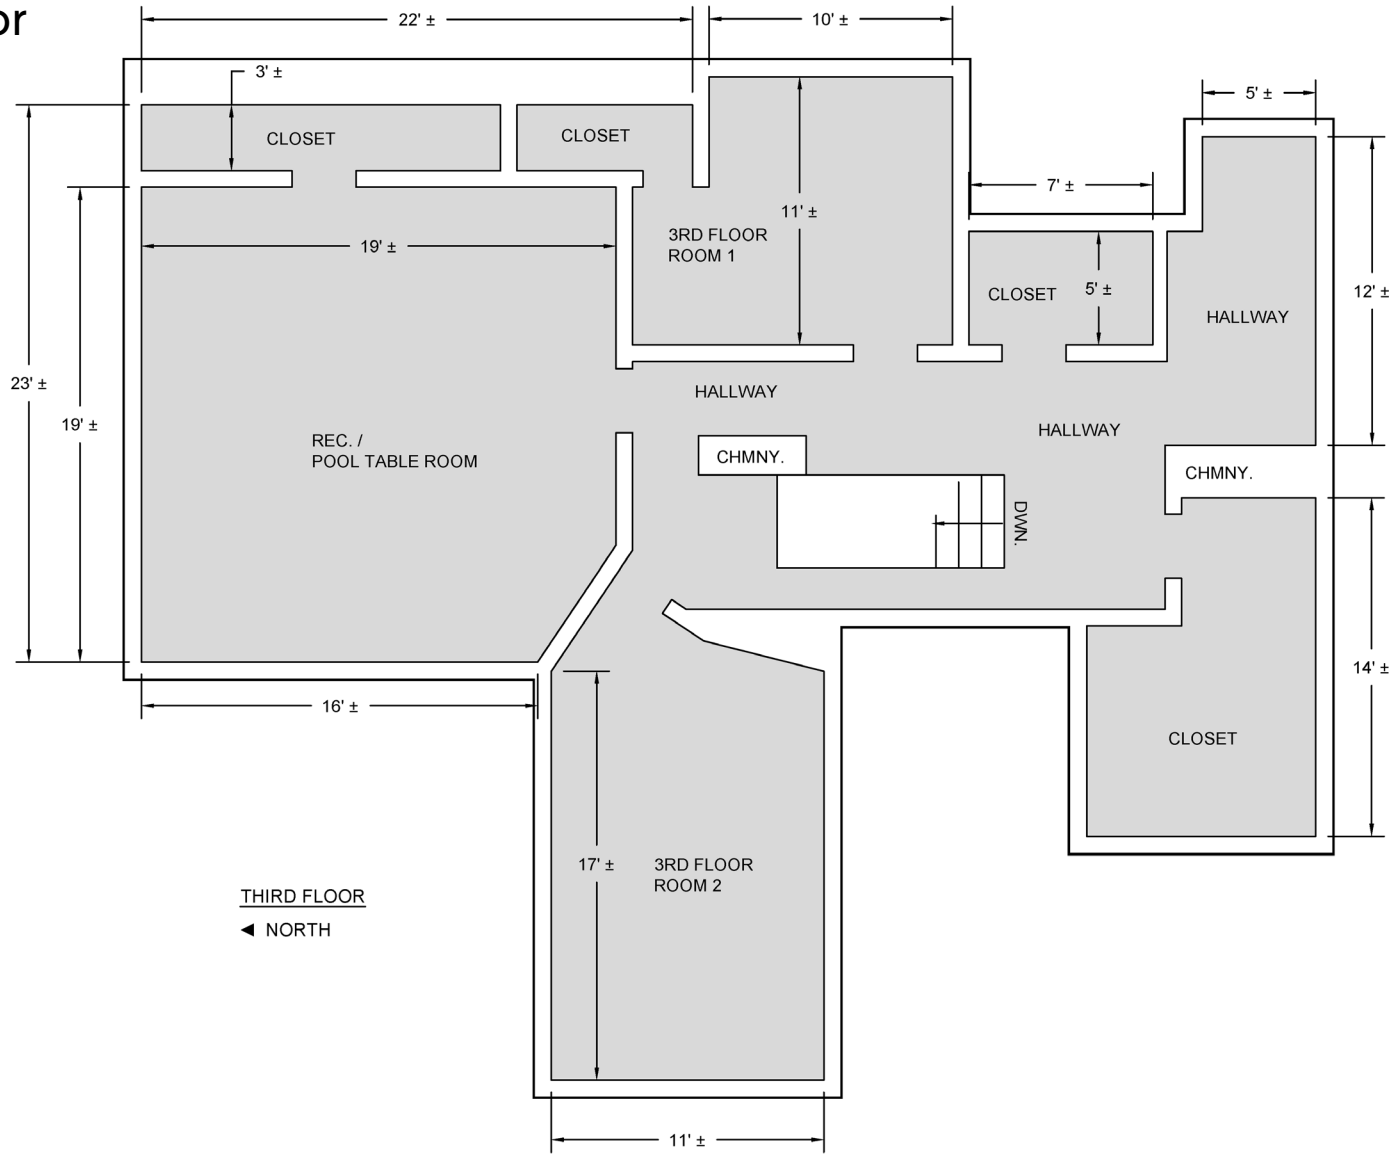 or
22' ±
10' ±
3' ±
5' ±
CLOSET
CLOSET
7' ±
11' ±
3RD FLOOR
ROOM 1
19' ±
CLOSET
5' ±
12' ±
HALLWAY
23' ±
HALLWAY
19' ±
HALLWAY
REC. /
POOL TABLE ROOM
CHMNY.
CHMNY.
DWN.
14' ±
16' ±
CLOSET
17' ±
3RD FLOOR
ROOM 2
THIRD FLOOR
NORTH
11' ±